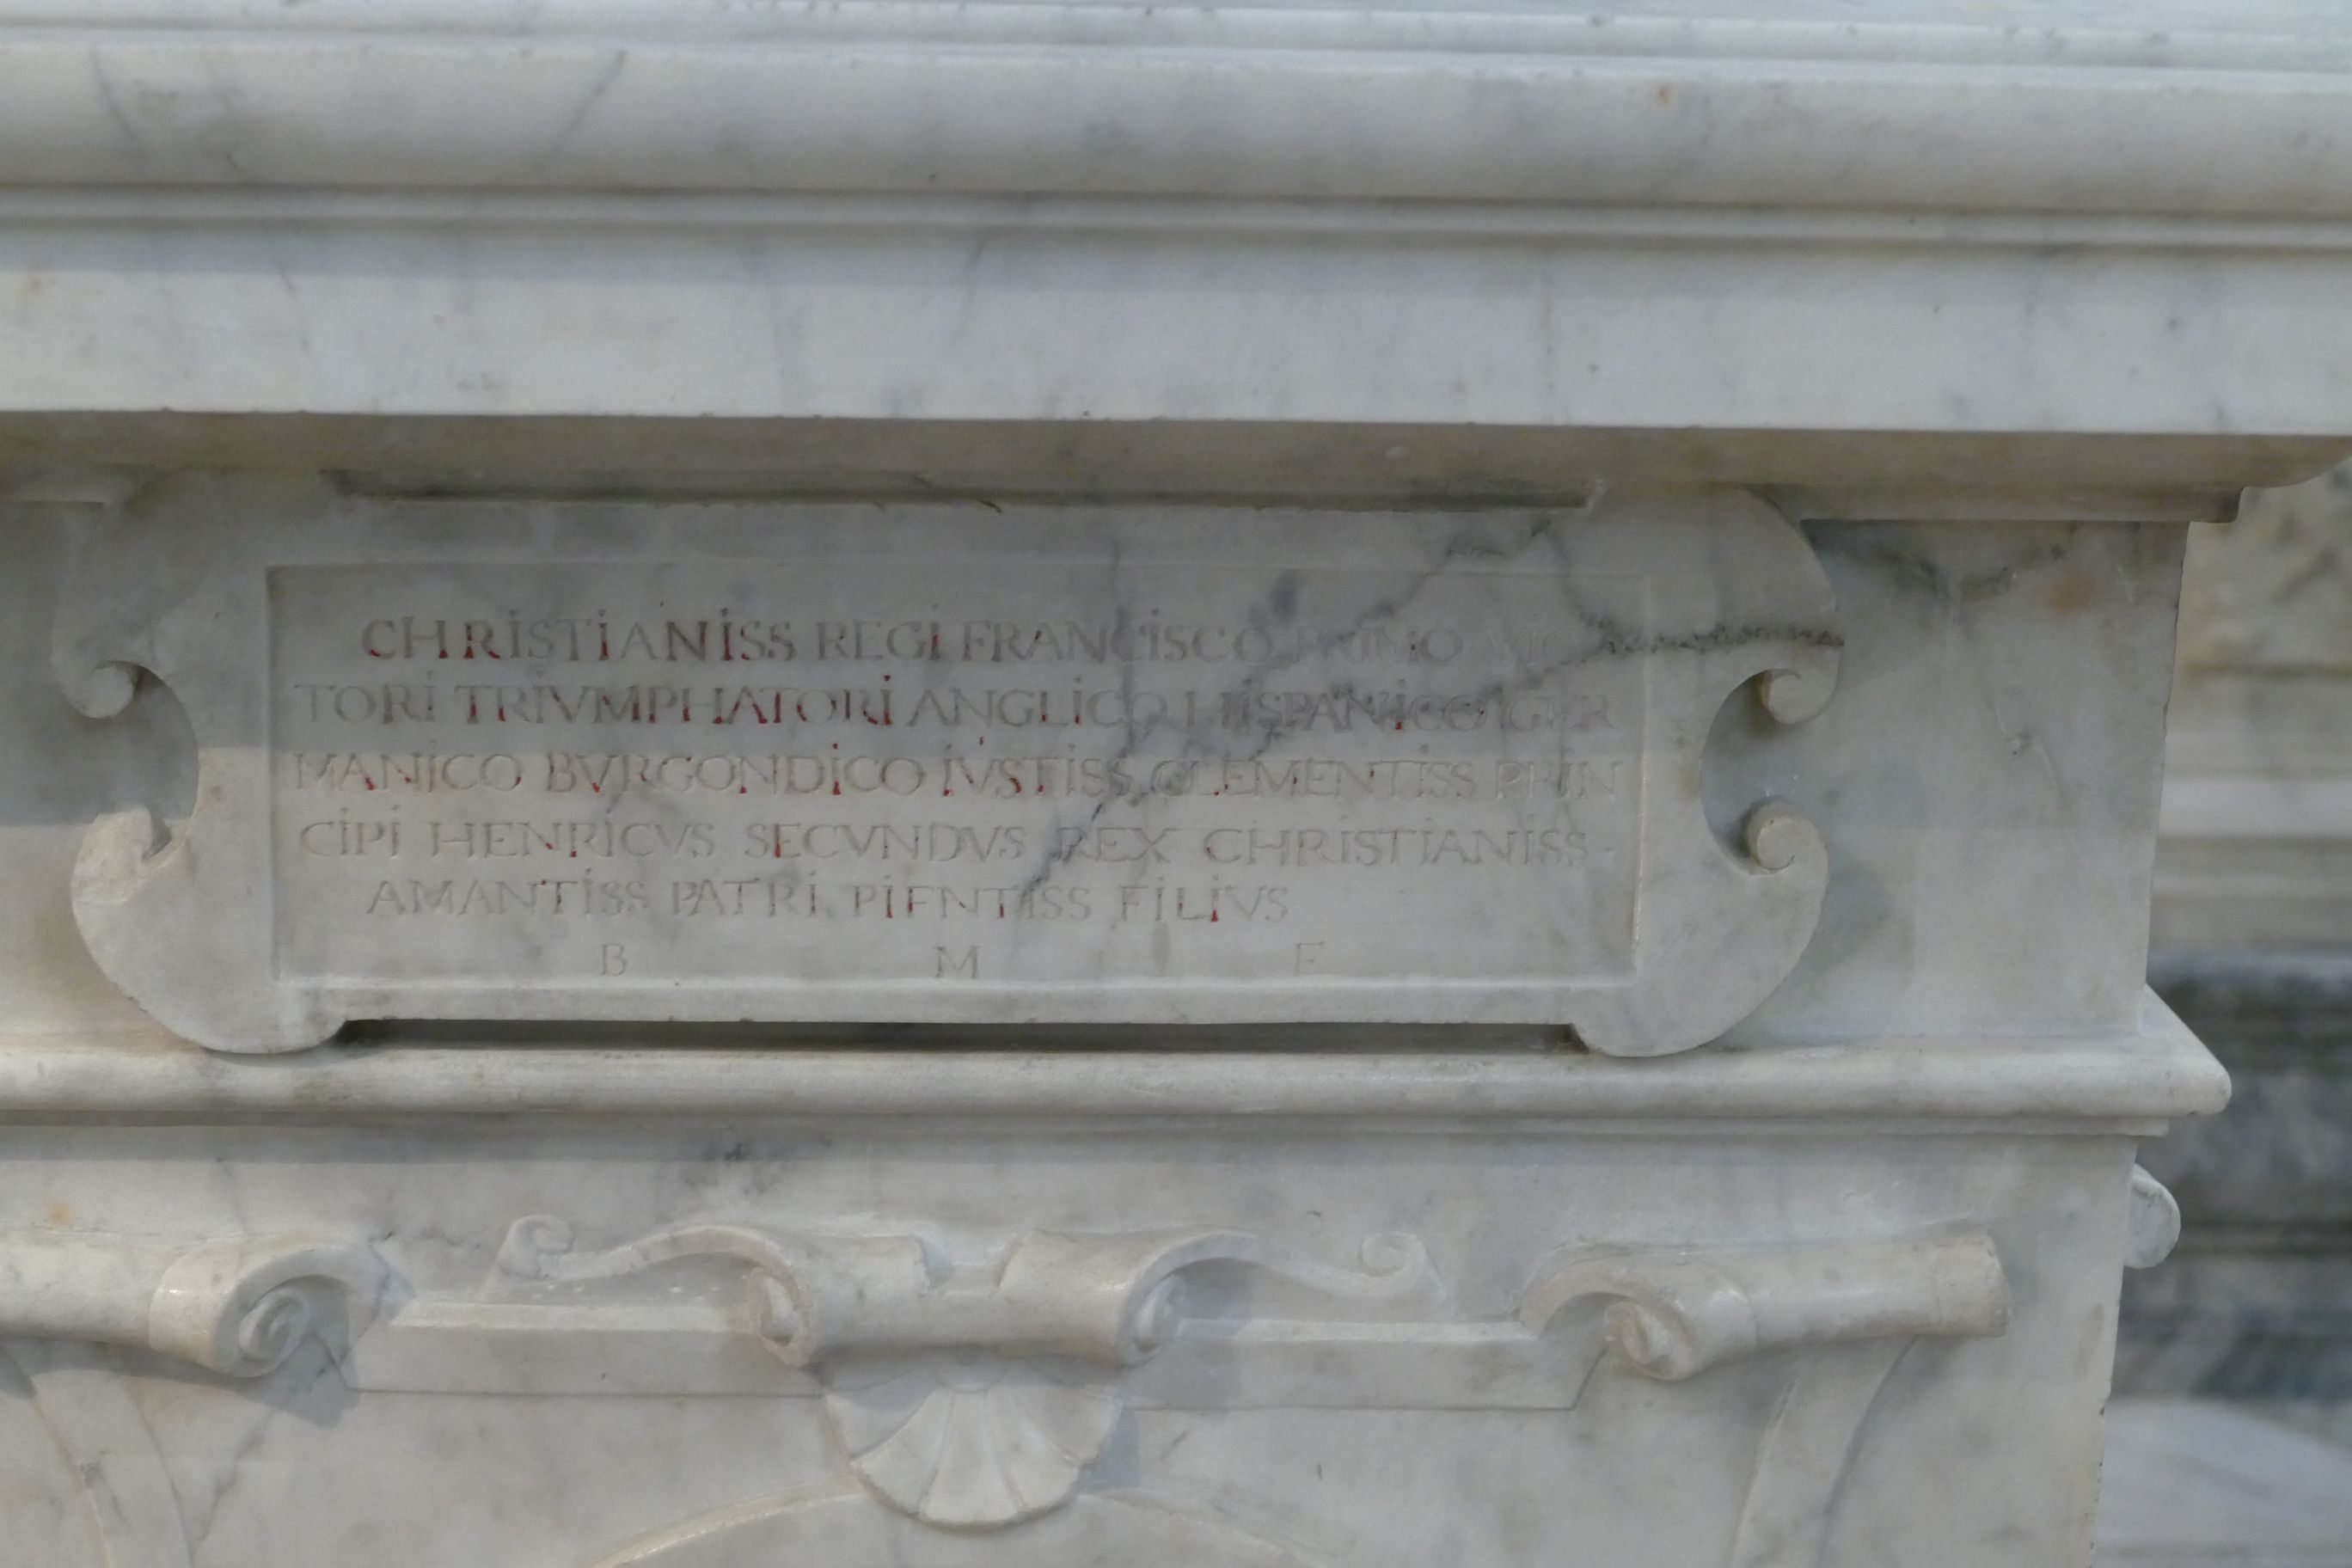 CHRISTIANISS REGI FRANCISCO PRIMO VIC
TORI TRIVMPHATORI ANGLICO HISPANICO GER
MANICO BVRGONDICO IVSTISS CLEMENTISS PRIN
CIPI HENRICVS SECVNDVS REX CHRISTIANISS
AMANTISS PATRI PIENTISS FILIVS
B M F